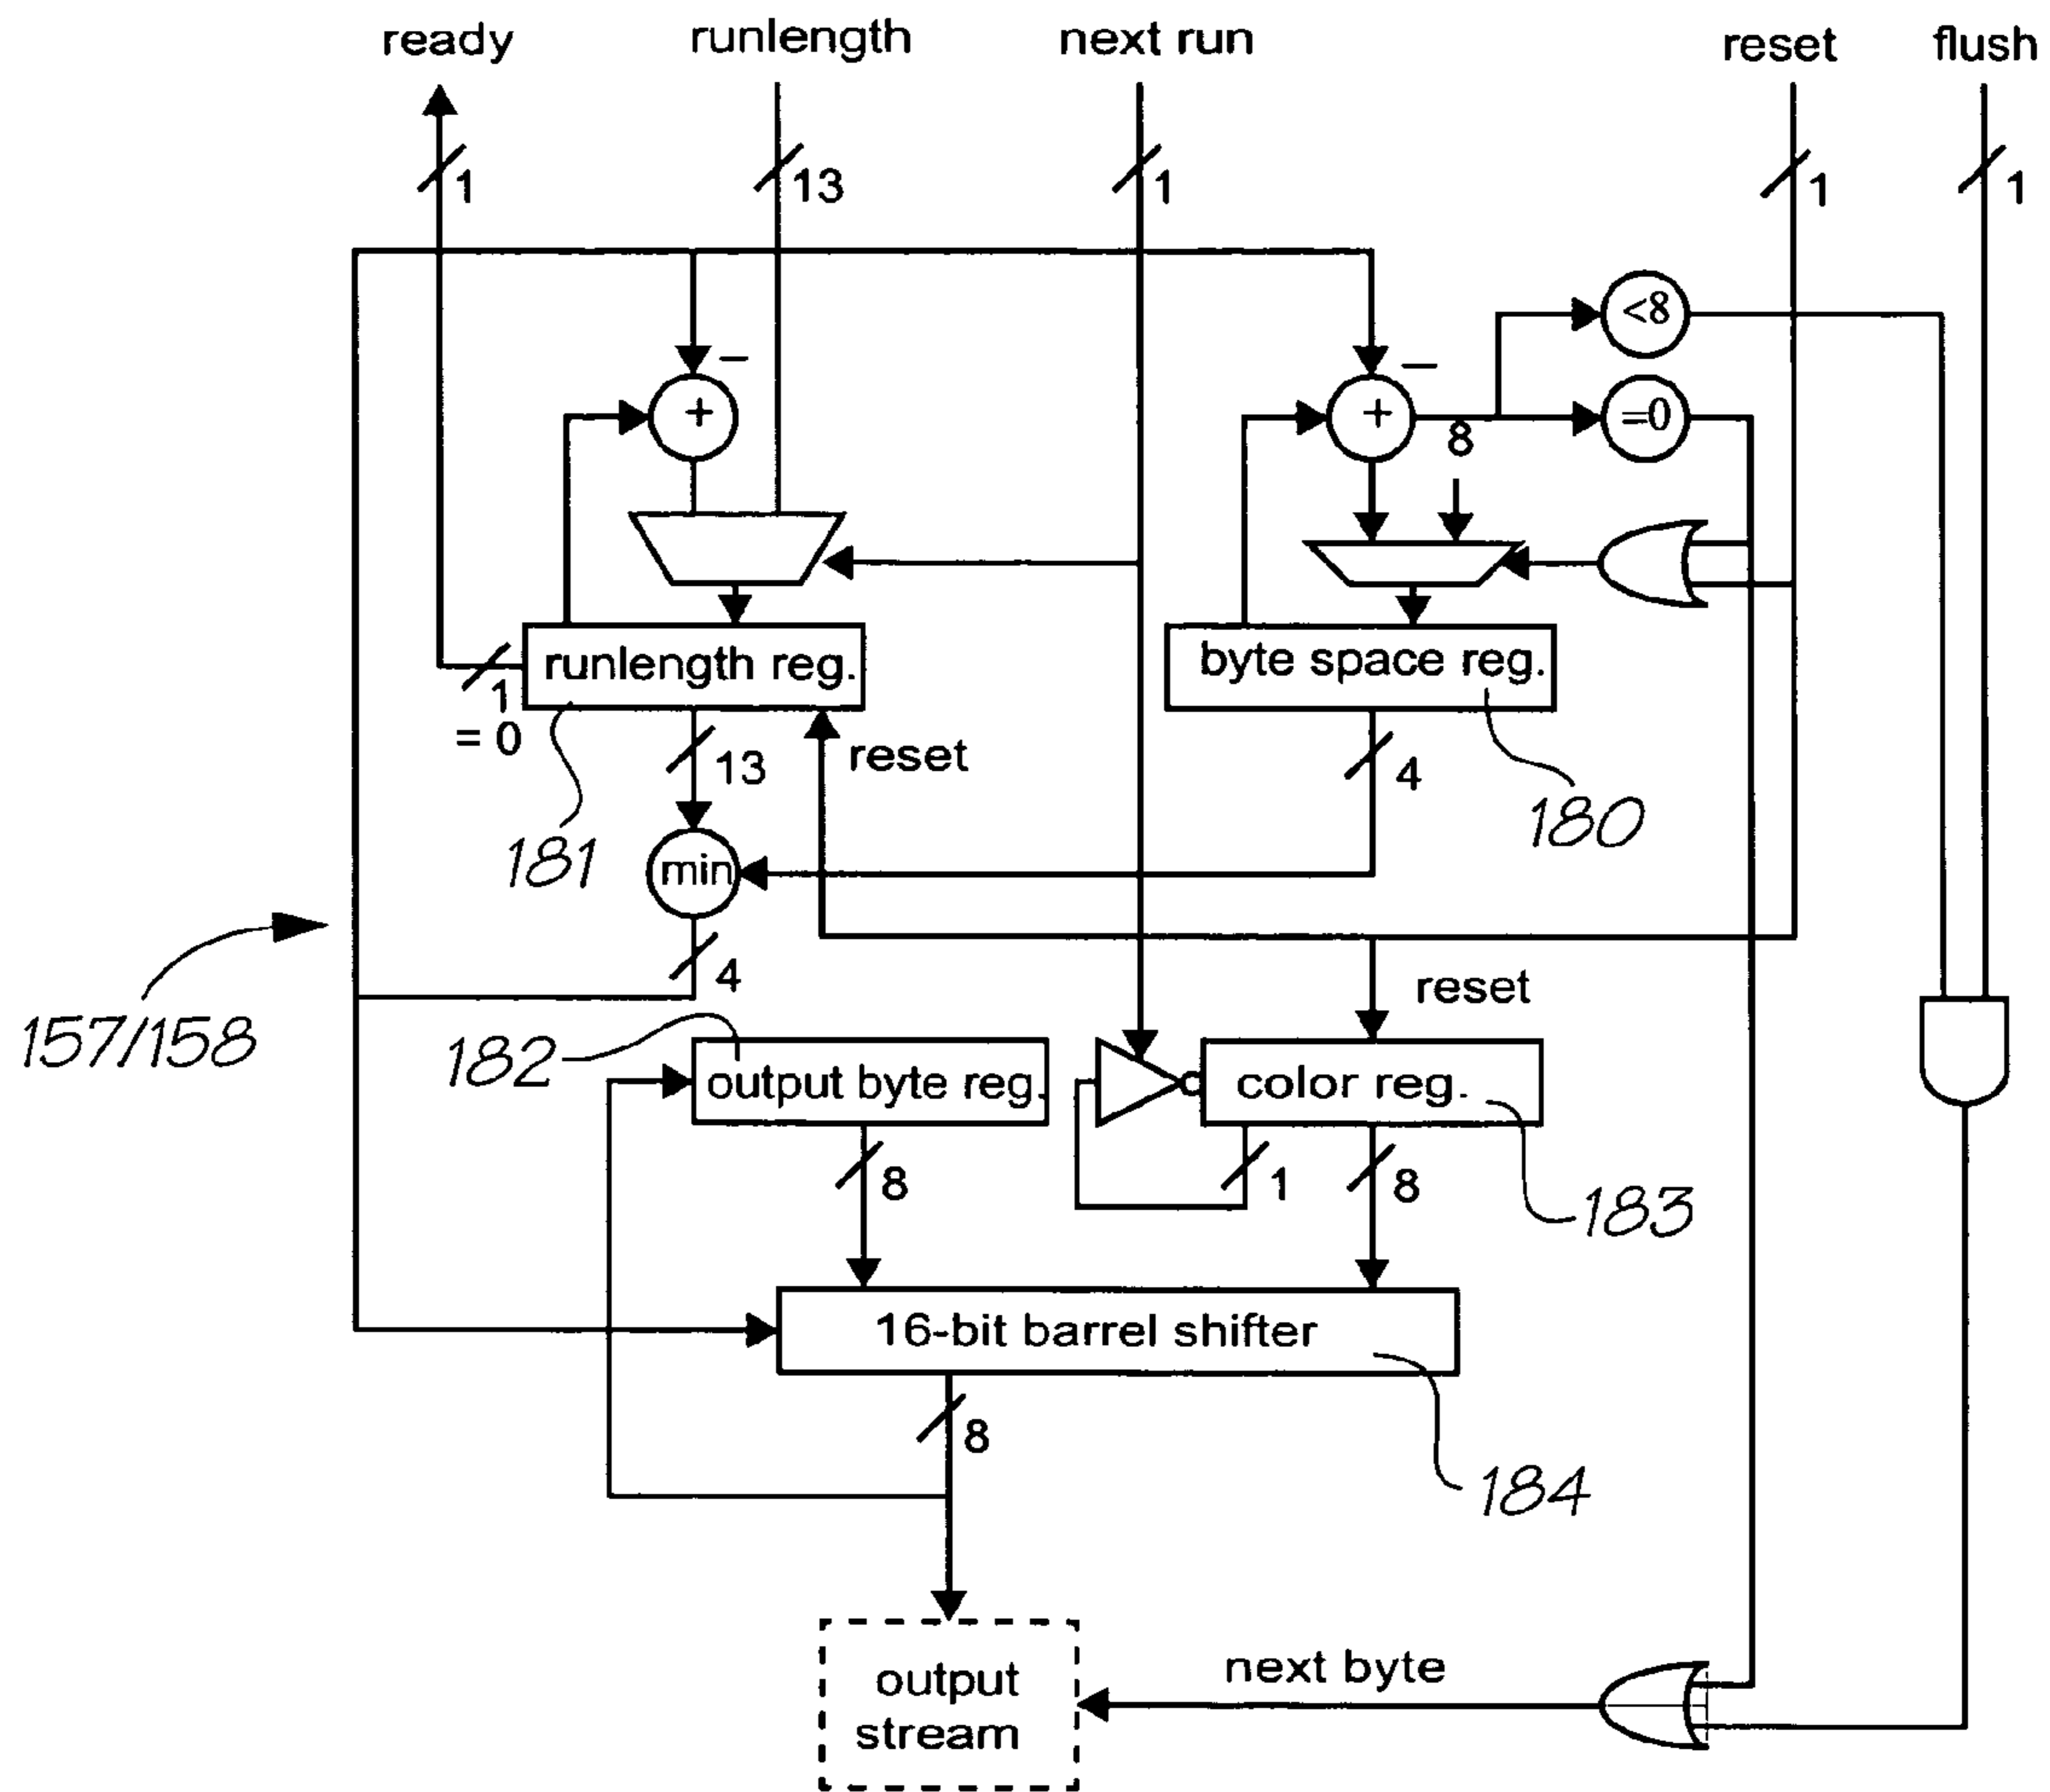 ready
runlength
next run
reset
flush
1
13
1
1
1
<8
−
−
+
+
=0
8
runlength reg.
byte space reg.
1
= 0
13
reset
4
181
180
min
4
reset
157/158
182
output byte reg.
color reg.
8
1
8
183
16-bit barrel shifter
8
184
next byte
output
stream